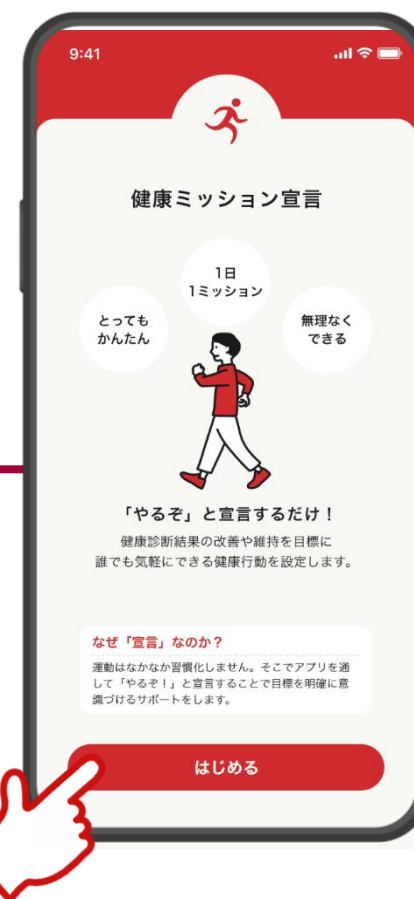 9:41
健康ミッション宣言
1日
1ミッション
とっても
かんたん
無理なく
できる
「やるぞ」と宣言するだけ！
健康診断結果の改善や維持を目標に
誰でも気軽にできる健康行動を設定します。
なぜ「宣言」なのか？
運動はなかなか習慣化しません。そこでアプリを通
して「やるぞ！」と宣言することで目標を明確に意
識づけるサポートをします。
はじめる